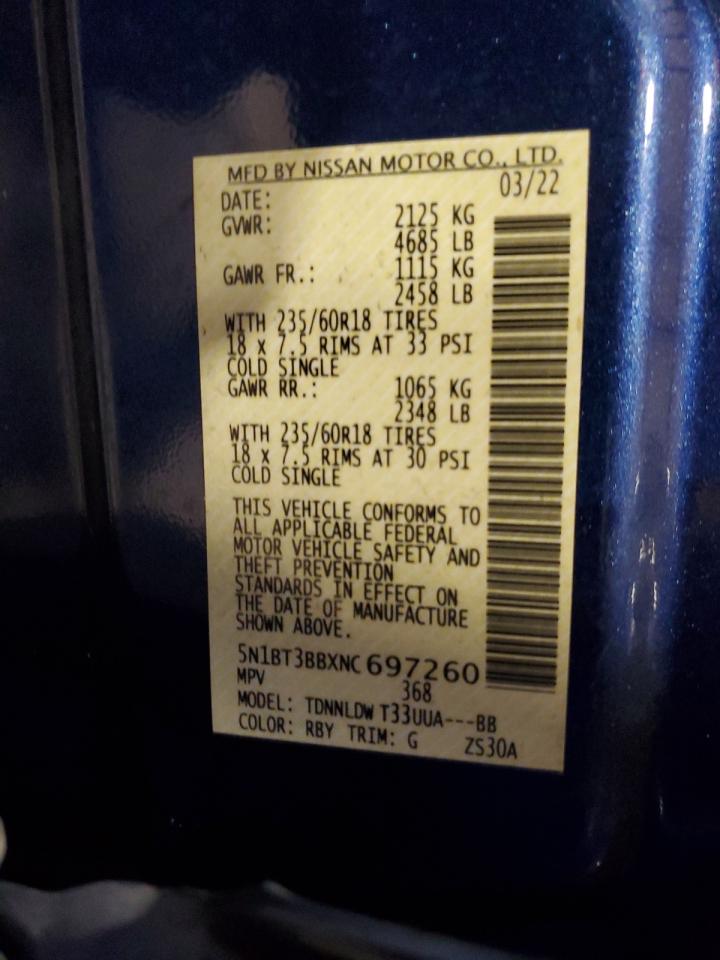 MFD BY NISSAN MOTOR CO., LTD.
DATE: 03/22
GVWR: 2125 KG
4685 LB
GAWR FR.: 1115 KG
2458 LB
WITH 235/60R18 TIRES
18 x 7.5 RIMS AT 33 PSI
COLD SINGLE
GAWR RR.: 1065 KG
2348 LB
WITH 235/60R18 TIRES
18 x 7.5 RIMS AT 30 PSI
COLD SINGLE
THIS VEHICLE CONFORMS TO
ALL APPLICABLE FEDERAL
MOTOR VEHICLE SAFETY AND
THEFT PREVENTION
STANDARDS IN EFFECT ON
THE DATE OF MANUFACTURE
SHOWN ABOVE.
5N1BT3BBXNC697260
MPV 368
MODEL: TDNNLDW T33UUA---BB
COLOR: RBY TRIM: G ZS30A